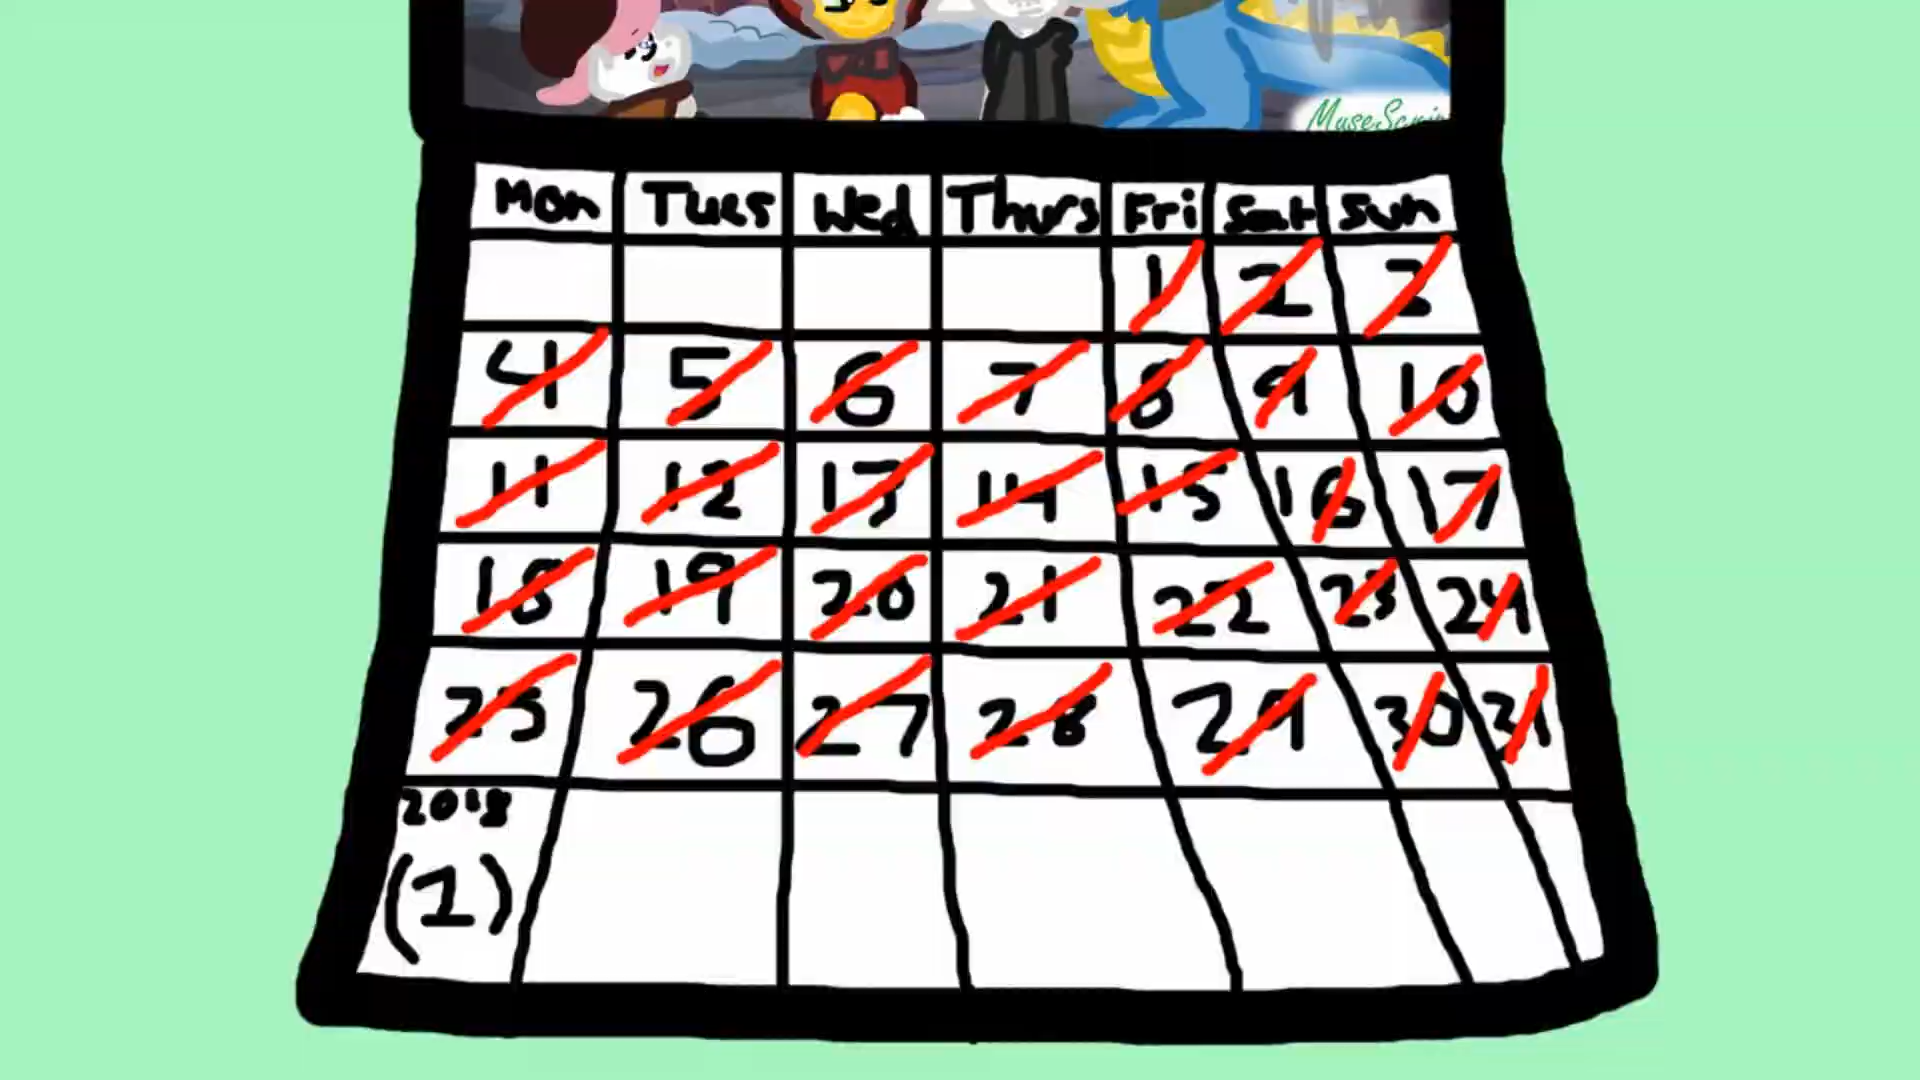 MuseScrip
Mon Tues Wed Thurs Fri Sat Sun
1 2 3
4 5 6 7 8 9 10
11 12 13 14 15 16 17
18 19 20 21 22 23 24
25 26 27 28 29 30 31
2018
(1)